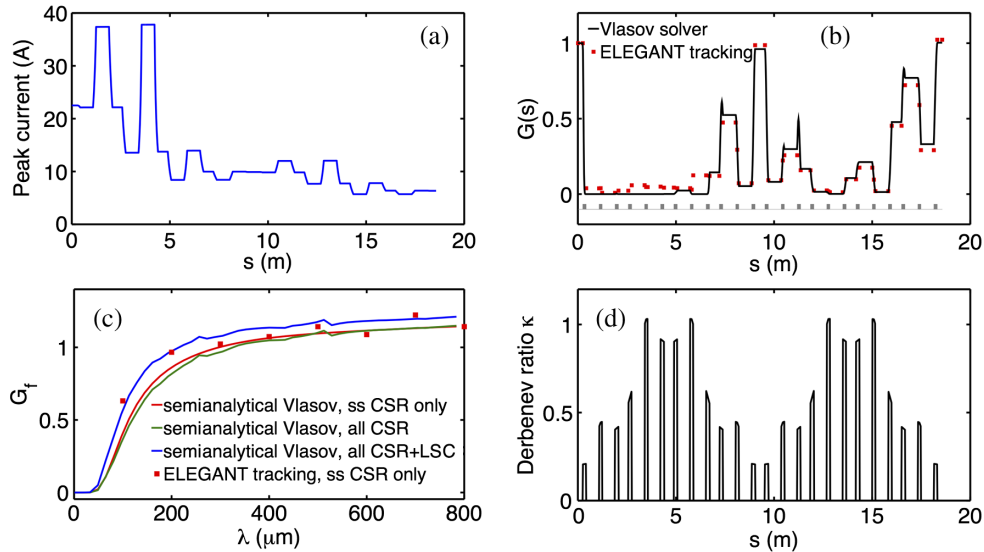 (a)
Peak current (A)
40
30
20
10
0
0 5 10 15 20
s (m)
(b)
Vlasov solver
ELEGANT tracking
G(s)
1
0.5
0
0 5 10 15 20
s (m)
(c)
G_f
1
0.5
0
semianalytical Vlasov, ss CSR only
semianalytical Vlasov, all CSR
semianalytical Vlasov, all CSR+LSC
ELEGANT tracking, ss CSR only
0 200 400 600 800
λ (μm)
(d)
Derbenev ratio κ
1
0.5
0
0 5 10 15 20
s (m)